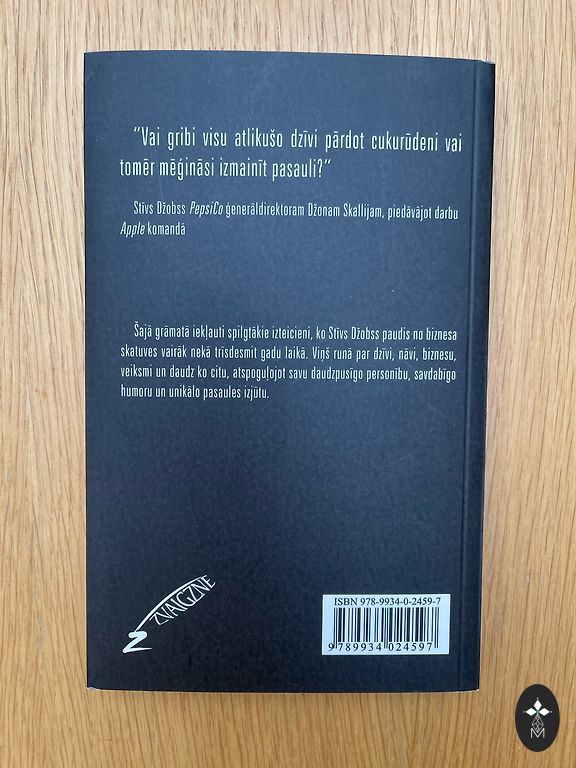 “Vai gribi visu atlikušo dzīvi pārdot cukurūdeni vai
tomēr mēģināsi izmainīt pasauli?“
Stīvs Džobss PepsiCo ģenerāldirektoram Džonam Skallijam, piedāvājot darbu
Apple komandā
Šajā grāmatā iekļauti spilgtākie izteicieni, ko Stīvs Džobss paudis no biznesa
skatuves vairāk nekā trīsdesmit gadu laikā. Viņš runā par dzīvi, nāvi, biznesu,
veiksmi un daudz ko citu, atspoguļojot savu daudzpusīgo personību, savdabīgo
humoru un unikālo pasaules izjūtu.
ZVAIGZNE
ISBN 978-9934-0-2459-7
9 789934 024597
M